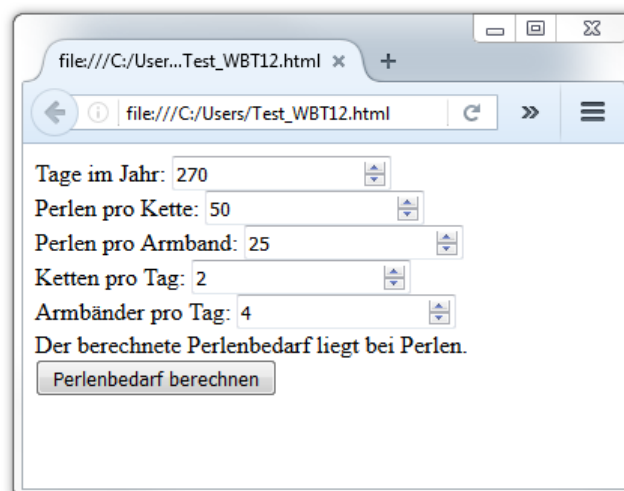 file:///C:/User...Test_WBT12.html
file:///C:/Users/Test_WBT12.html
Tage im Jahr: 270
Perlen pro Kette: 50
Perlen pro Armband: 25
Ketten pro Tag: 2
Armbänder pro Tag: 4
Der berechnete Perlenbedarf liegt bei Perlen.
Perlenbedarf berechnen